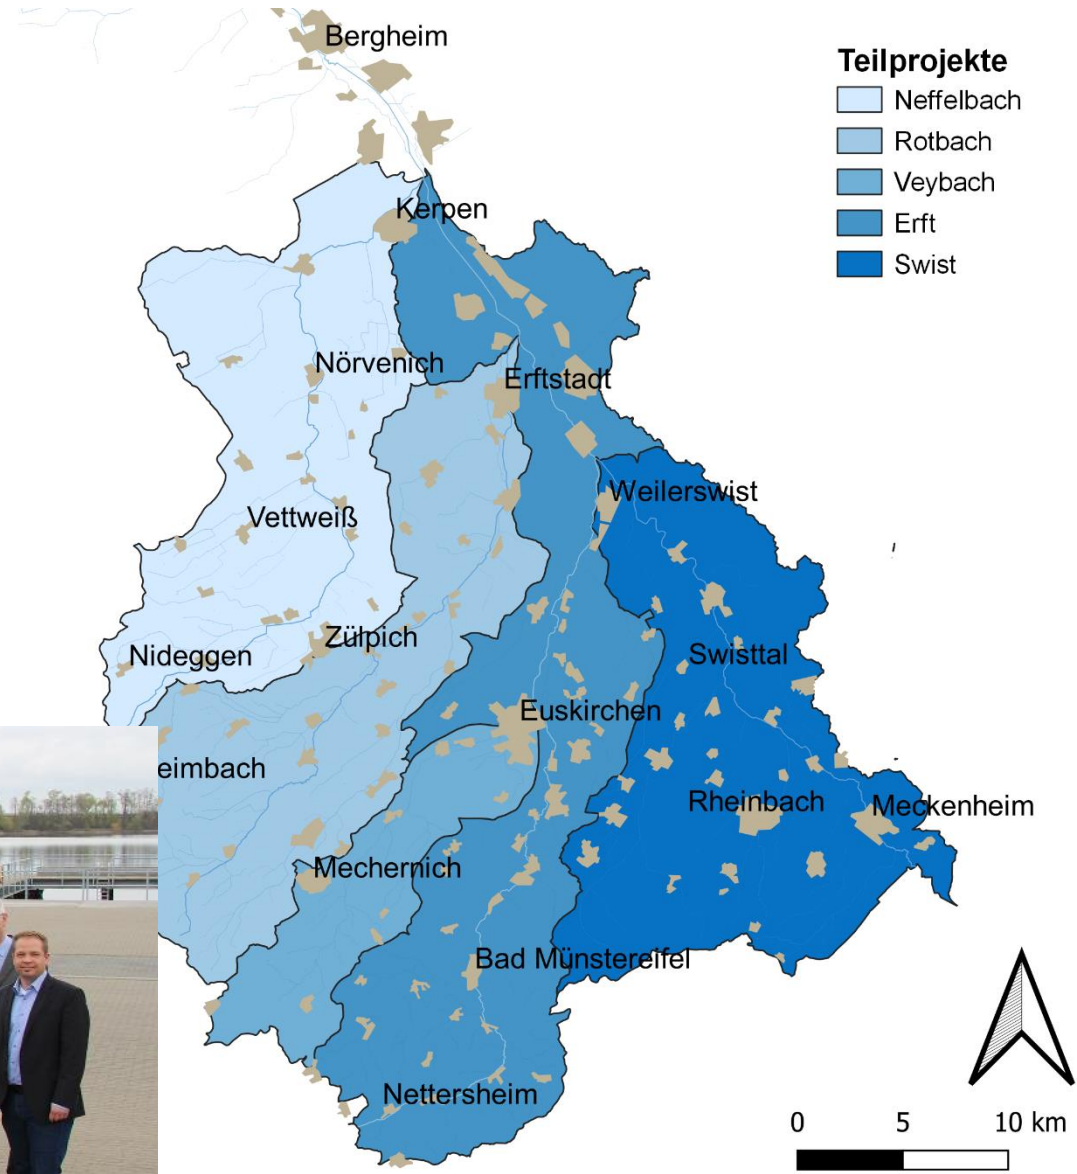 Bergheim
Teilprojekte
Neffelbach
Rotbach
Veybach
Erft
Swist
Kerpen
Nörvenich
Erftstadt
Weilerswist
Vettweiß
Zülpich
Nideggen
Swisttal
Euskirchen
eimbach
Rheinbach
Meckenheim
Mechernich
Bad Münstereifel
Nettersheim
0 5 10 km